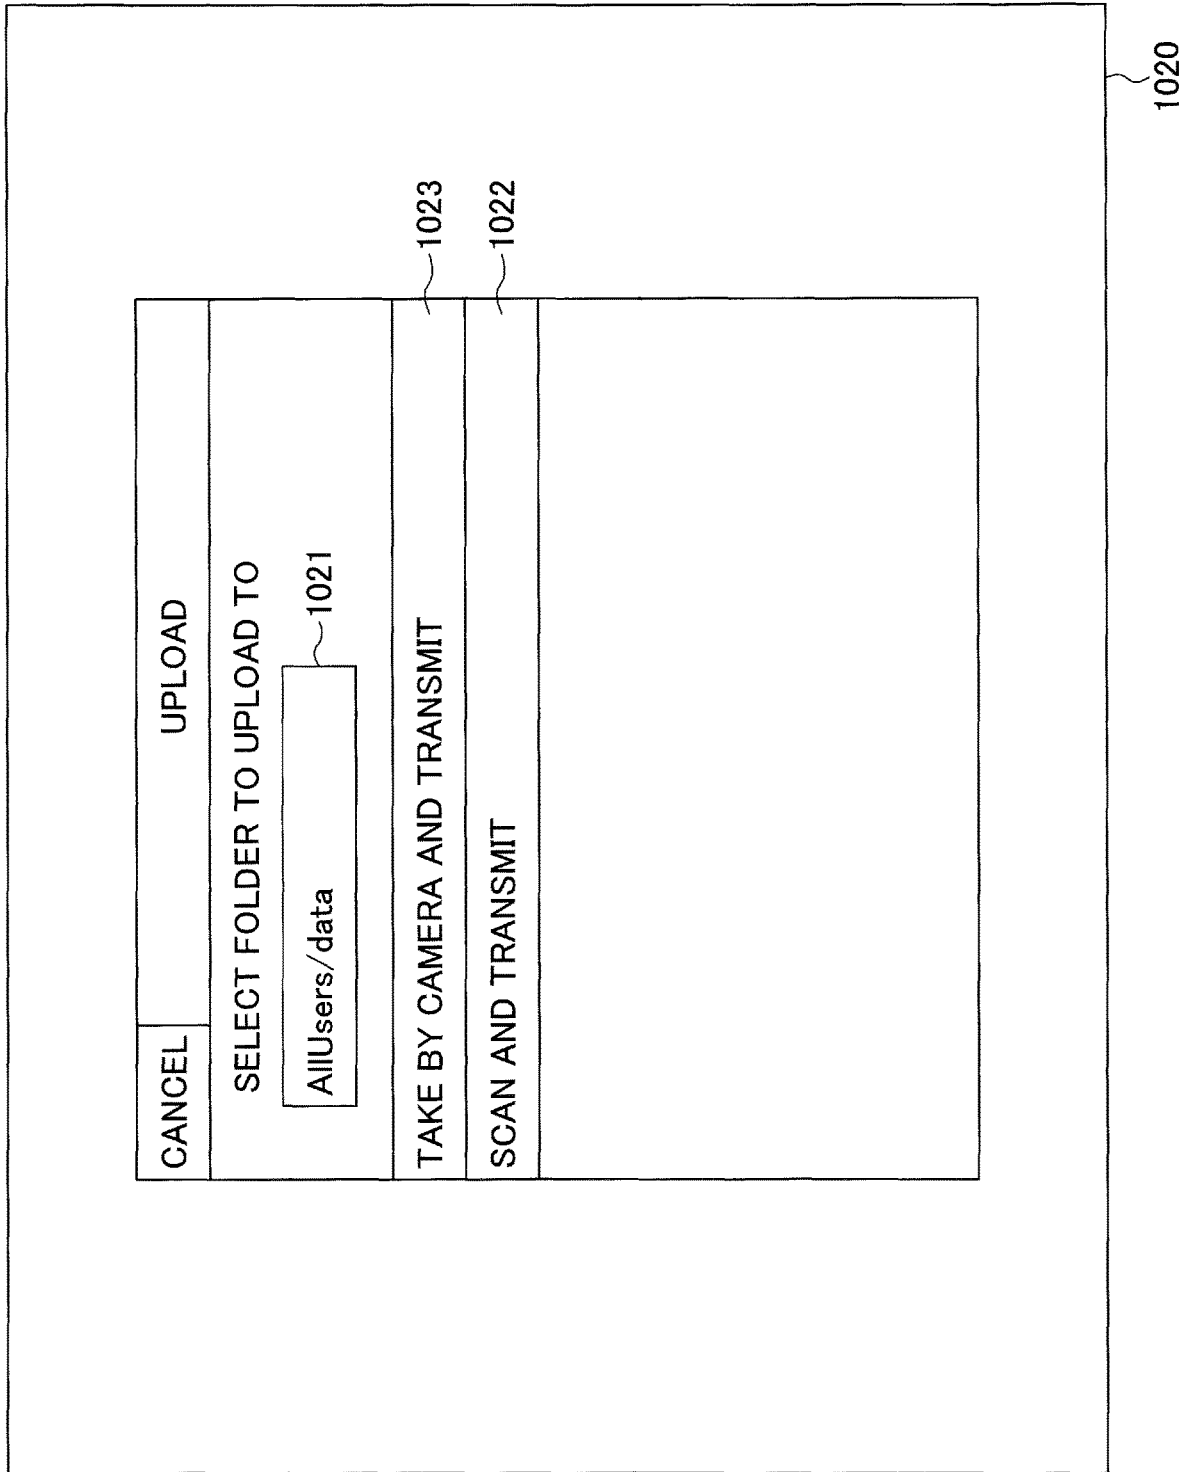 CANCEL UPLOAD
SELECT FOLDER TO UPLOAD TO
AllUsers/data 1021
TAKE BY CAMERA AND TRANSMIT 1023
SCAN AND TRANSMIT 1022
1020